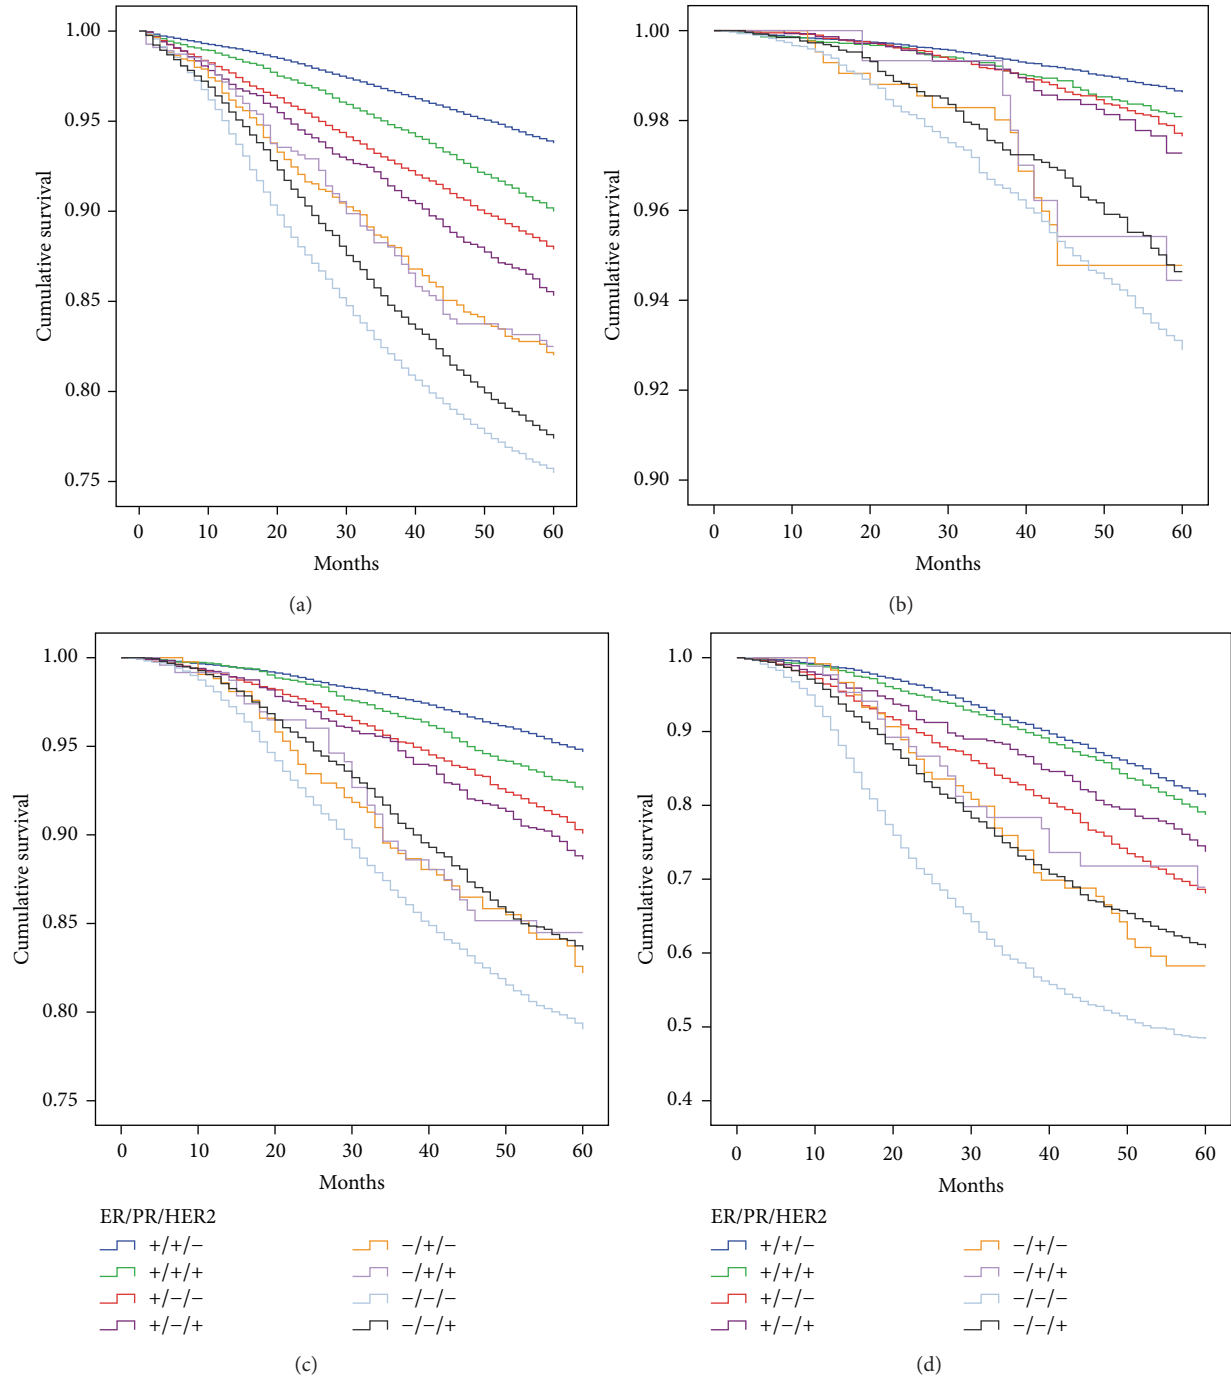 1.00
0.95
0.90
0.85
0.80
0.75
Cumulative survival
0 10 20 30 40 50 60
Months
(a)
1.00
0.98
0.96
0.94
0.92
0.90
Cumulative survival
0 10 20 30 40 50 60
Months
(b)
1.00
0.95
0.90
0.85
0.80
0.75
Cumulative survival
0 10 20 30 40 50 60
Months
ER/PR/HER2
+/+/−
+/+/+
+/−/−
+/−/+
−/+/−
−/+/+
−/−/−
−/−/+
(c)
1.0
0.9
0.8
0.7
0.6
0.5
0.4
Cumulative survival
0 10 20 30 40 50 60
Months
ER/PR/HER2
+/+/−
+/+/+
+/−/−
+/−/+
−/+/−
−/+/+
−/−/−
−/−/+
(d)